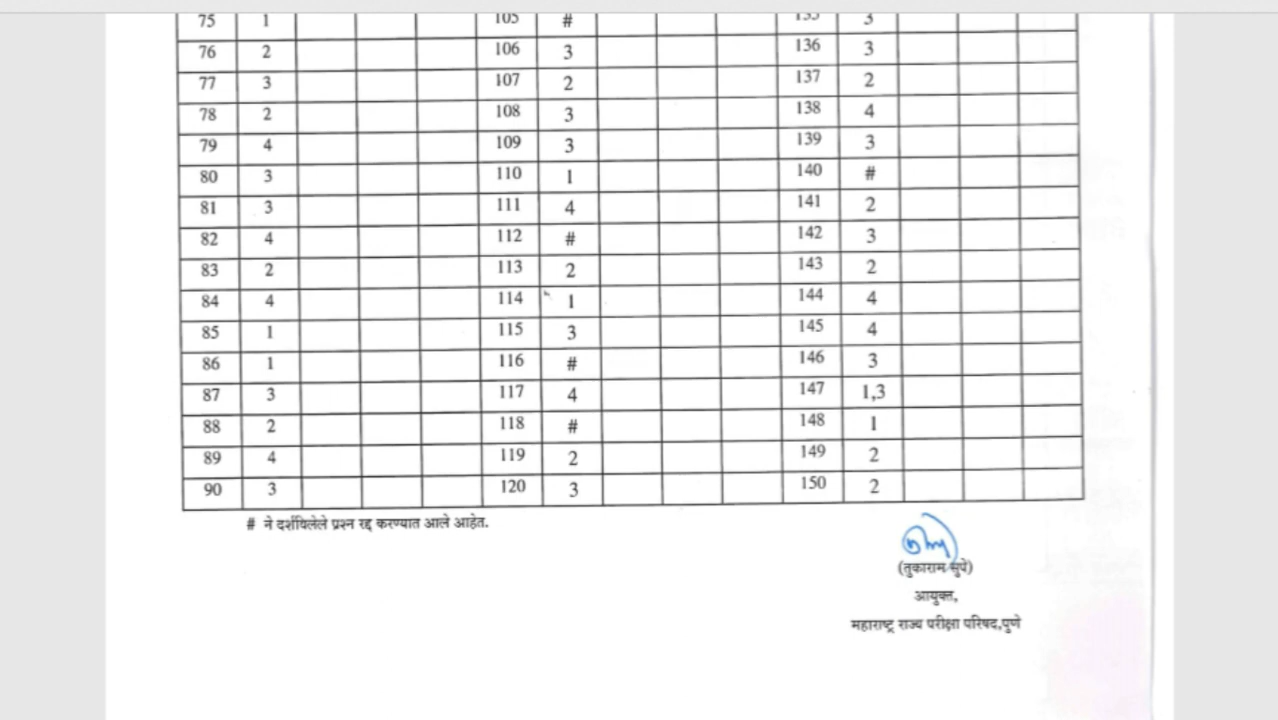 75 1 105 # 135 3
76 2 106 3 136 3
77 3 107 2 137 2
78 2 108 3 138 4
79 4 109 3 139 3
80 3 110 1 140 #
81 3 111 4 141 2
82 4 112 # 142 3
83 2 113 2 143 2
84 4 114 1 144 4
85 1 115 3 145 4
86 1 116 # 146 3
87 3 117 4 147 1,3
88 2 118 # 148 1
89 4 119 2 149 2
90 3 120 3 150 2
# ने दर्शविलेले प्रश्न रद्द करण्यात आले आहेत.
(तुकाराम सुपे)
आयुक्त,
महाराष्ट्र राज्य परीक्षा परिषद,पुणे